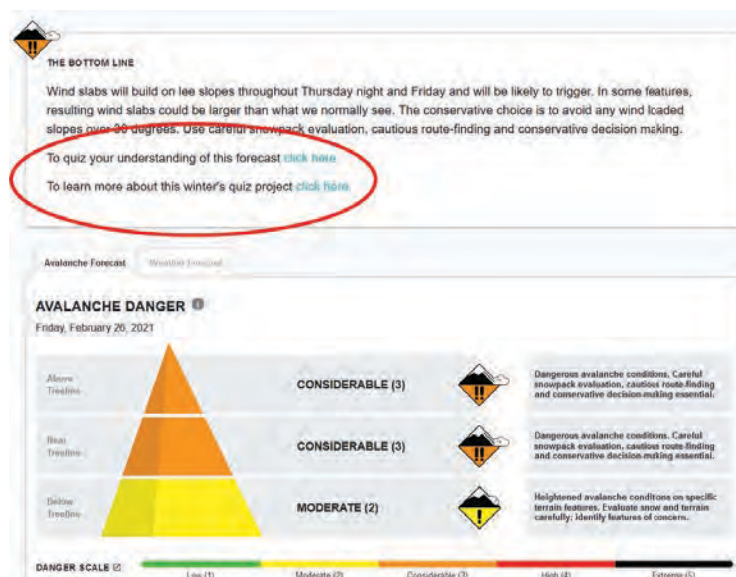 THE BOTTOM LINE
Wind slabs will build on lee slopes throughout Thursday night and Friday and will be likely to trigger. In some features,
resulting wind slabs could be larger than what we normally see. The conservative choice is to avoid any wind loaded
slopes over 30 degrees. Use careful snowpack evaluation, cautious route-finding and conservative decision making.
To quiz your understanding of this forecast click here
To learn more about this winter's quiz project click here
Avalanche Forecast Weather Forecast
AVALANCHE DANGER
Friday, February 26, 2021
Above
Treeline
CONSIDERABLE (3)
Dangerous avalanche conditions. Careful
snowpack evaluation, cautious route-finding
and conservative decision-making essential.
Near
Treeline
CONSIDERABLE (3)
Dangerous avalanche conditions. Careful
snowpack evaluation, cautious route-finding
and conservative decision-making essential.
Below
Treeline
MODERATE (2)
Heightened avalanche conditions on specific
terrain features. Evaluate snow and terrain
carefully; identify features of concern.
DANGER SCALE
Low (1) Moderate (2) Considerable (3) High (4) Extreme (5)